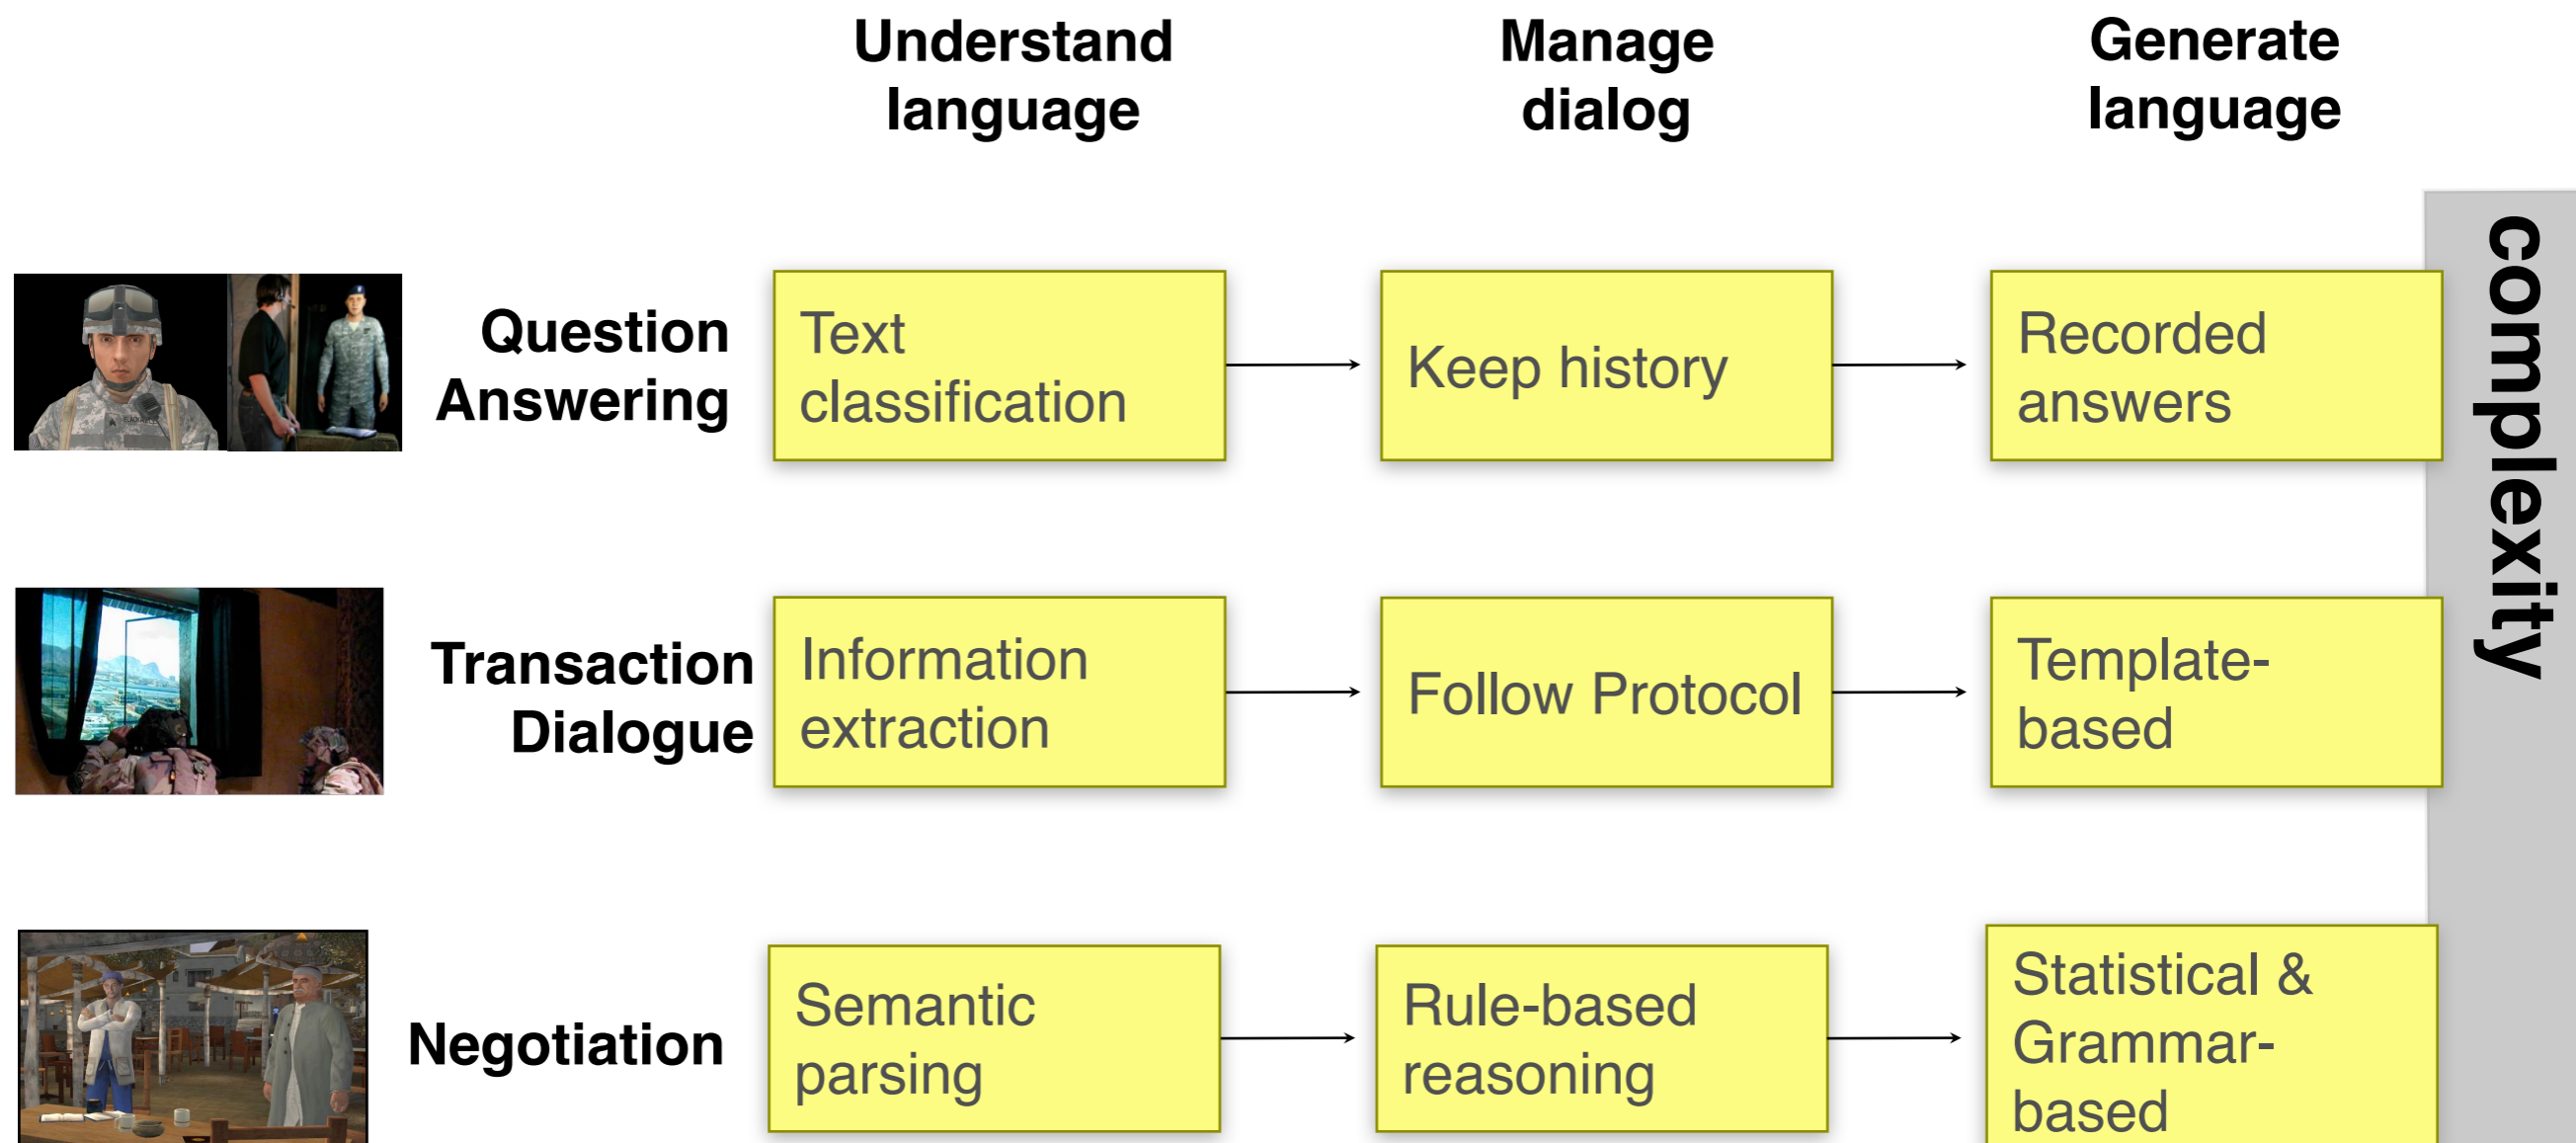 Understand
language
Manage
dialog
Generate
language
complexity
Question
Answering
Text
classification
Keep history
Recorded
answers
Transaction
Dialogue
Information
extraction
Follow Protocol
Template-
based
Negotiation
Semantic
parsing
Rule-based
reasoning
Statistical &
Grammar-
based